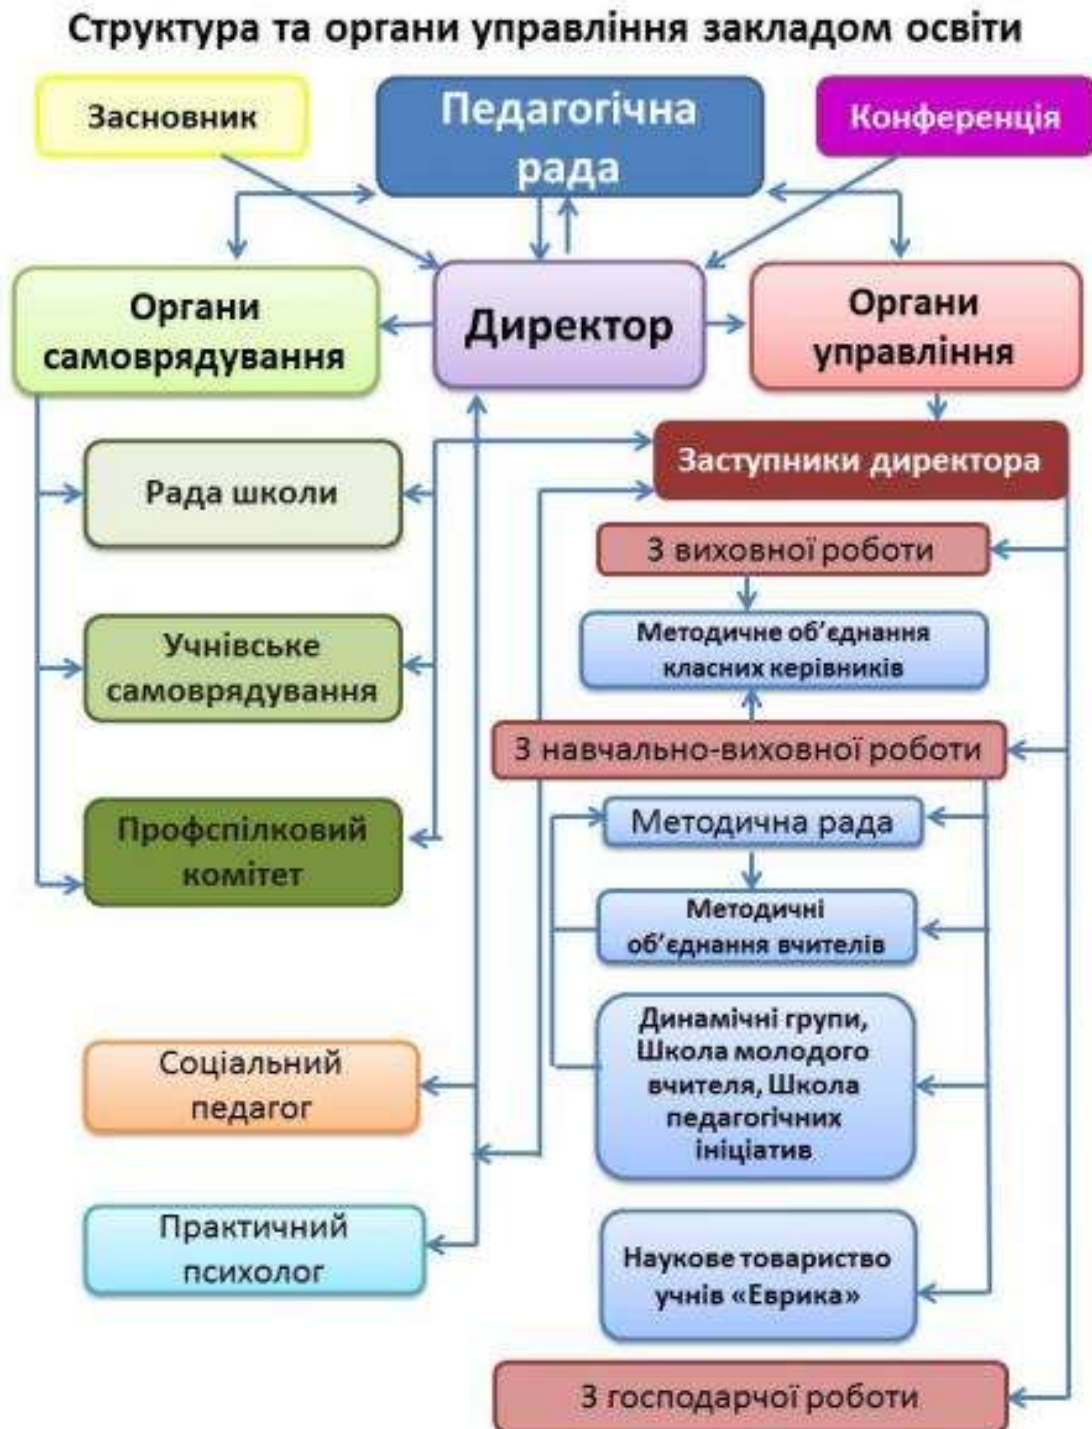 Структура та органи управління закладом освіти
Засновник
Педагогічна
рада
Конференція
Органи
самоврядування
Директор
Органи
управління
Заступники директора
Рада школи
З виховної роботи
Методичне об’єднання
класних керівників
Учнівське
самоврядування
З навчально-виховної роботи
Методична рада
Профспілковий
комітет
Методичні
об’єднання вчителів
Динамічні групи,
Школа молодого
вчителя, Школа
педагогічних
ініціатив
Соціальний
педагог
Практичний
психолог
Наукове товариство
учнів «Еврика»
З господарчої роботи